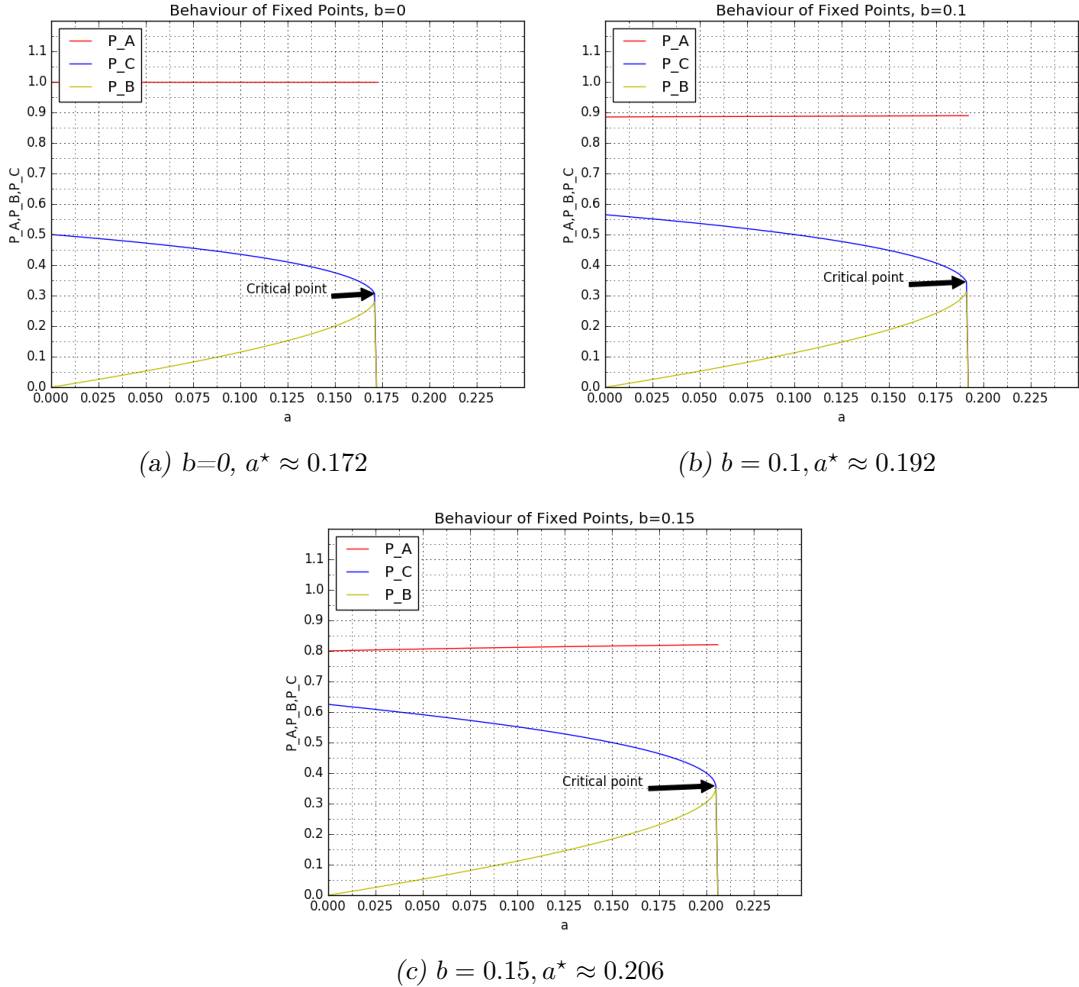 Behaviour of Fixed Points, b=0
P_A
P_C
P_B
P_A,P_B,P_C
1.1
1.0
0.9
0.8
0.7
0.6
0.5
0.4
0.3
0.2
0.1
0.0
Critical point
0.000 0.025 0.050 0.075 0.100 0.125 0.150 0.175 0.200 0.225
a
(a) b=0, a⋆ ≈ 0.172
Behaviour of Fixed Points, b=0.1
P_A
P_C
P_B
P_A,P_B,P_C
1.1
1.0
0.9
0.8
0.7
0.6
0.5
0.4
0.3
0.2
0.1
0.0
Critical point
0.000 0.025 0.050 0.075 0.100 0.125 0.150 0.175 0.200 0.225
a
(b) b = 0.1, a⋆ ≈ 0.192
Behaviour of Fixed Points, b=0.15
P_A
P_C
P_B
P_A,P_B,P_C
1.1
1.0
0.9
0.8
0.7
0.6
0.5
0.4
0.3
0.2
0.1
0.0
Critical point
0.000 0.025 0.050 0.075 0.100 0.125 0.150 0.175 0.200 0.225
a
(c) b = 0.15, a⋆ ≈ 0.206